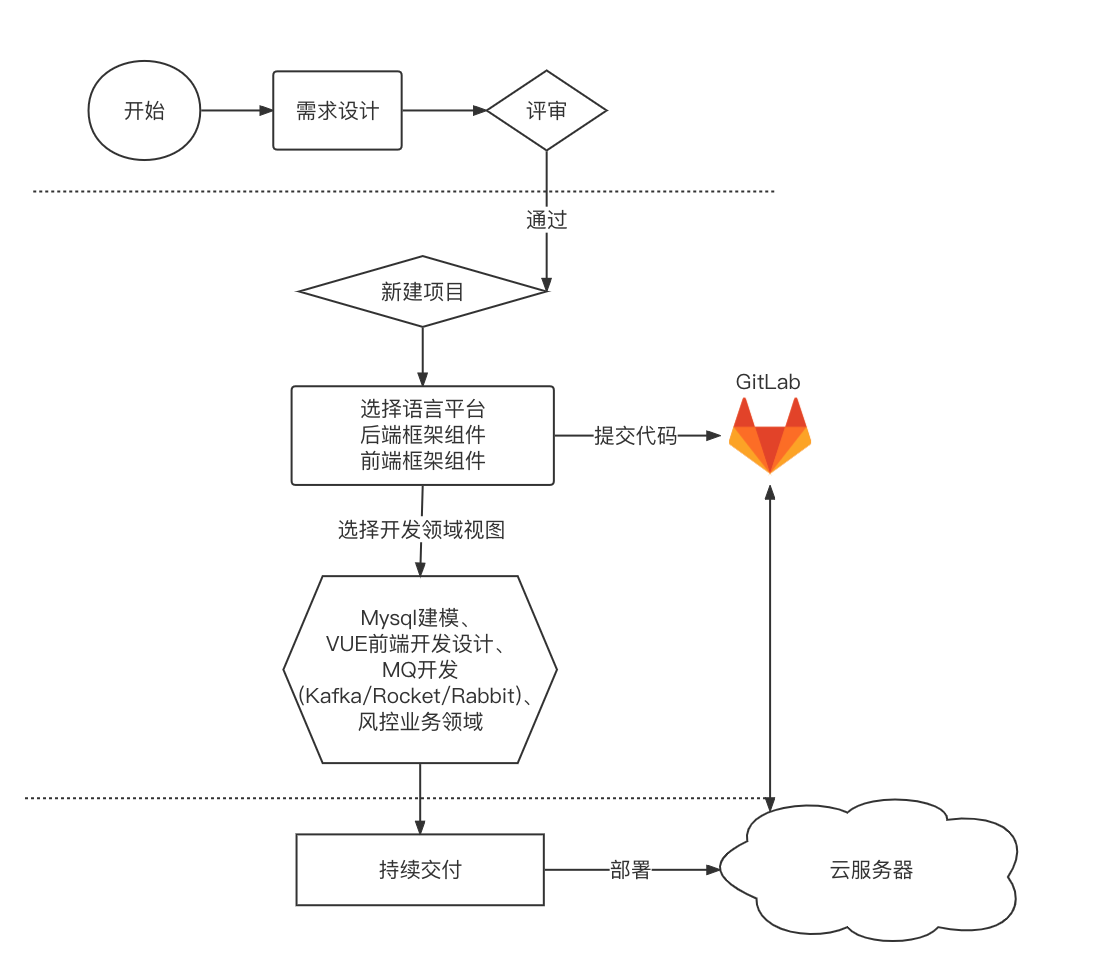 开始
需求设计
评审
通过
新建项目
GitLab
选择语言平台
后端框架组件
前端框架组件
提交代码
选择开发领域视图
Mysql建模、
VUE前端开发设计、
MQ开发
(Kafka/Rocket/Rabbit)、
风控业务领域
持续交付
部署
云服务器